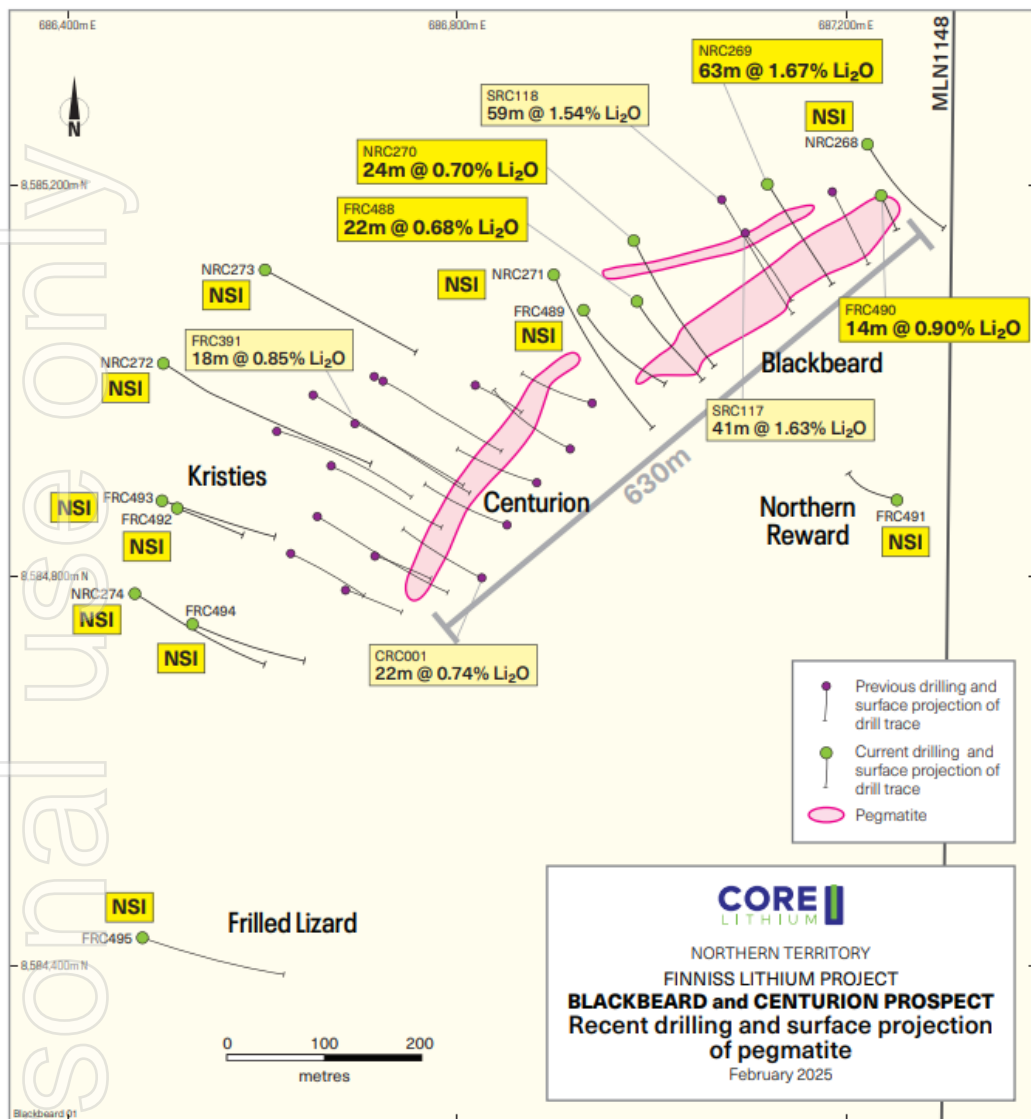 686,400m E
686,800m E
687,200m E
MLN1148
NRC269
63m @ 1.67% Li₂O
SRC118
59m @ 1.54% Li₂O
NSI
NRC268
N
NRC270
24m @ 0.70% Li₂O
8,585,200m N
FRC488
22m @ 0.68% Li₂O
NRC273
NSI
NSI
NRC271
FRC489
NSI
FRC490
14m @ 0.90% Li₂O
FRC391
18m @ 0.85% Li₂O
NRC272
NSI
Blackbeard
SRC117
41m @ 1.63% Li₂O
630m
Kristies
Centurion
Northern
Reward
FRC493
NSI
FRC492
NSI
FRC491
NSI
8,584,800m N
NRC274
NSI
FRC494
NSI
CRC001
22m @ 0.74% Li₂O
Previous drilling and
surface projection of
drill trace
Current drilling and
surface projection of
drill trace
Pegmatite
NSI
FRC495
Frilled Lizard
8,584,400m N
0 100 200
metres
CORE
LITHIUM
NORTHERN TERRITORY
FINNISS LITHIUM PROJECT
BLACKBEARD and CENTURION PROSPECT
Recent drilling and surface projection
of pegmatite
February 2025
Blackbeard 01
sonal use only